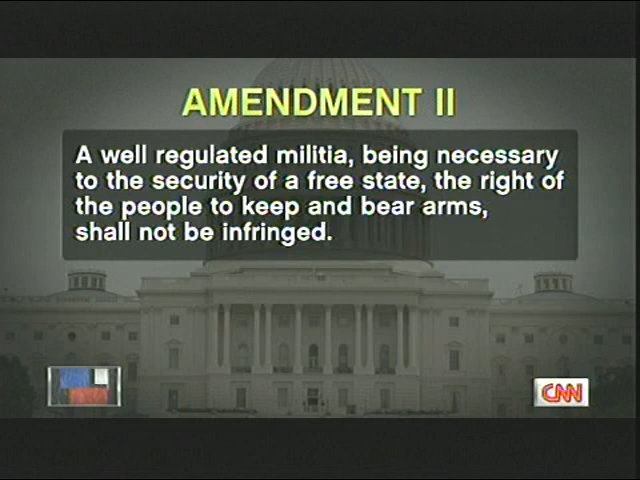 AMENDMENT II
A well regulated militia, being necessary
to the security of a free state, the right of
the people to keep and bear arms,
shall not be infringed.
CNN